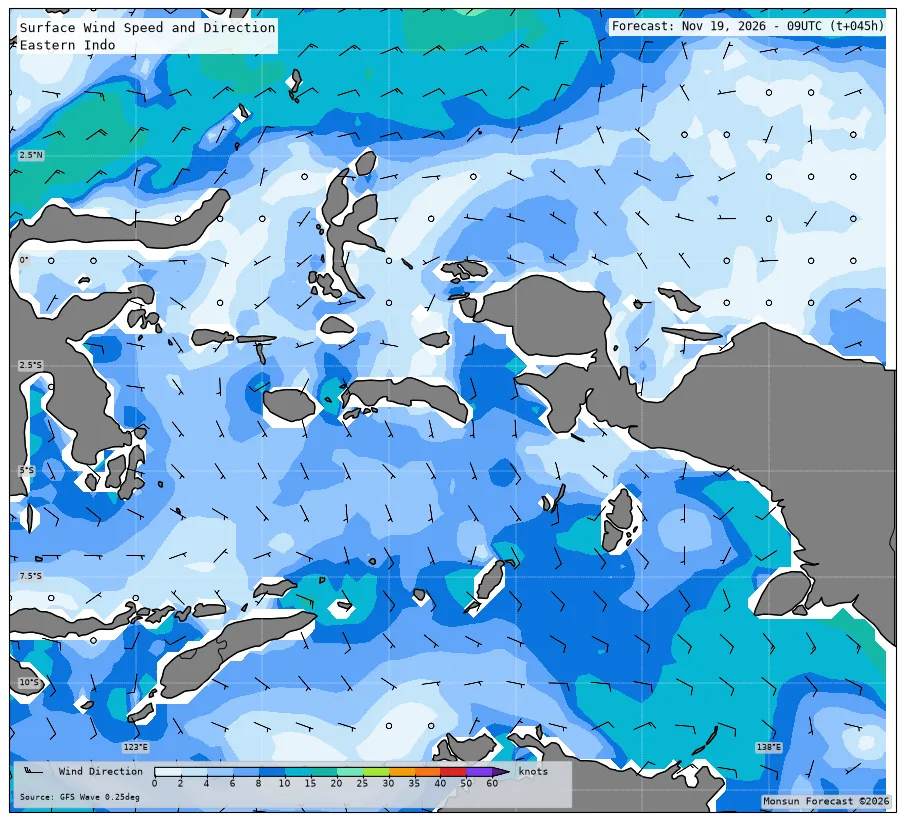 Surface Wind Speed and Direction
Eastern Indo
Forecast: Nov 19, 2026 - 09UTC (t+045h)
2.5°N
0°
2.5°S
5°S
7.5°S
10°S
123°E
138°E
Wind Direction
0 2 4 6 8 10 15 20 25 30 35 40 50 60
knots
Source: GFS Wave 0.25deg
Monsun Forecast ©2026